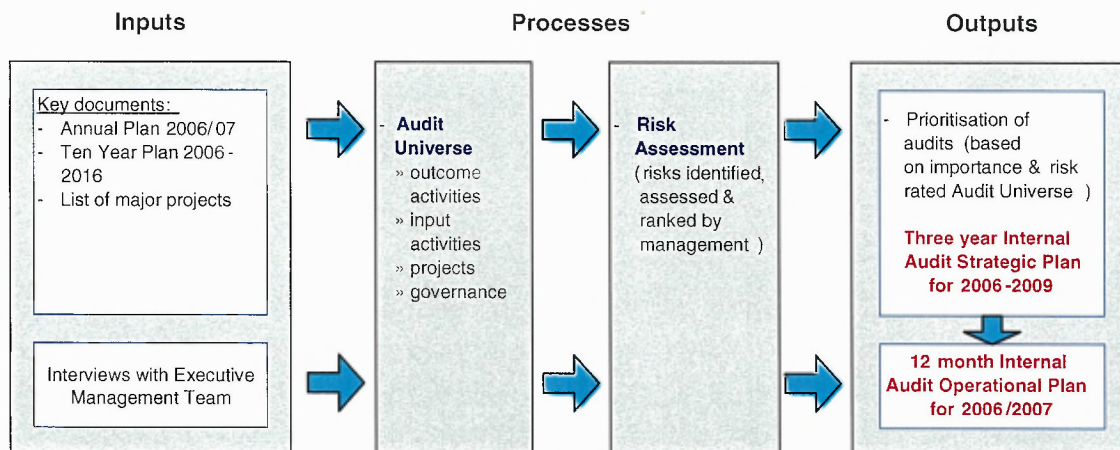 Inputs
Processes
Outputs
Key documents:
- Annual Plan 2006/07
- Ten Year Plan 2006-
2016
- List of major projects
Interviews with Executive
Management Team
- Audit
Universe
» outcome
activities
» input
activities
» projects
» governance
- Risk
Assessment
( risks identified,
assessed &
ranked by
management )
- Prioritisation of
audits (based
on importance & risk
rated Audit Universe )
Three year Internal
Audit Strategic Plan
for 2006-2009
12 month Internal
Audit Operational Plan
for 2006/2007